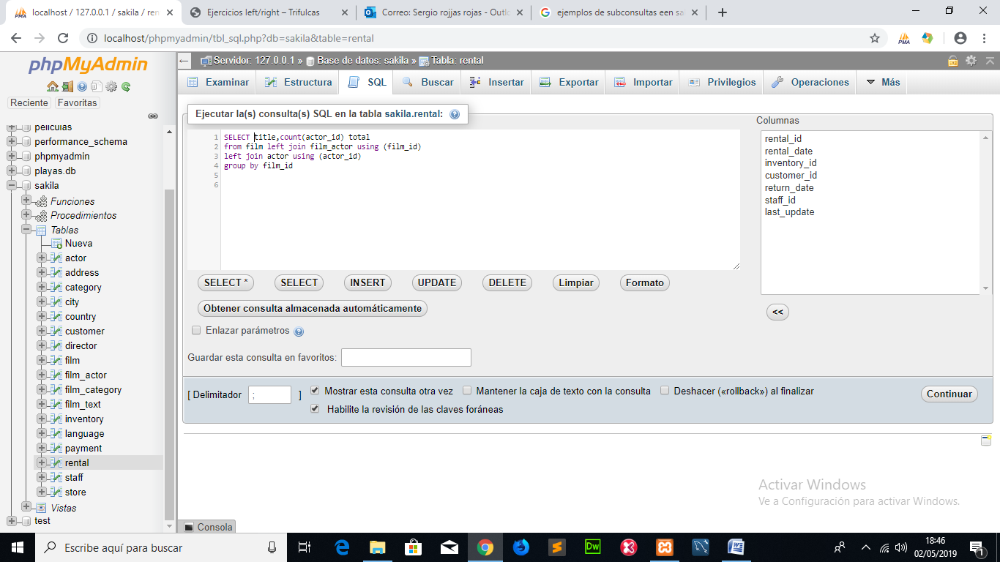 localhost / 127.0.0.1 / sakila / ren
Ejercicios left/right – Trifulcas
Correo: Sergio rojjas rojas - Outl
ejemplos de subconsultas een sa
localhost/phpmyadmin/tbl_sql.php?db=sakila&table=rental
PMA
phpMyAdmin
Reciente
Favoritas
peliculas
performance_schema
phpmyadmin
playas.db
sakila
Funciones
Procedimientos
Tablas
Nueva
actor
address
category
city
country
customer
director
film
film_actor
film_category
film_text
inventory
language
payment
rental
staff
store
Vistas
test
Servidor: 127.0.0.1 » Base de datos: sakila » Tabla: rental
Examinar
Estructura
SQL
Buscar
Insertar
Exportar
Importar
Privilegios
Operaciones
Más
Ejecutar la(s) consulta(s) SQL en la tabla sakila.rental:
1 SELECT title,count(actor_id) total
2 from film left join film_actor using (film_id)
3 left join actor using (actor_id)
4 group by film_id
5
6
Columnas
rental_id
rental_date
inventory_id
customer_id
return_date
staff_id
last_update
SELECT *
SELECT
INSERT
UPDATE
DELETE
Limpiar
Formato
<<
Obtener consulta almacenada automáticamente
Enlazar parámetros
Guardar esta consulta en favoritos:
[ Delimitador ; ]
Mostrar esta consulta otra vez
Mantener la caja de texto con la consulta
Deshacer («rollback») al finalizar
Habilite la revisión de las claves foráneas
Continuar
Activar Windows
Ve a Configuración para activar Windows.
Consola
Escribe aquí para buscar
Dw
18:46
02/05/2019
1